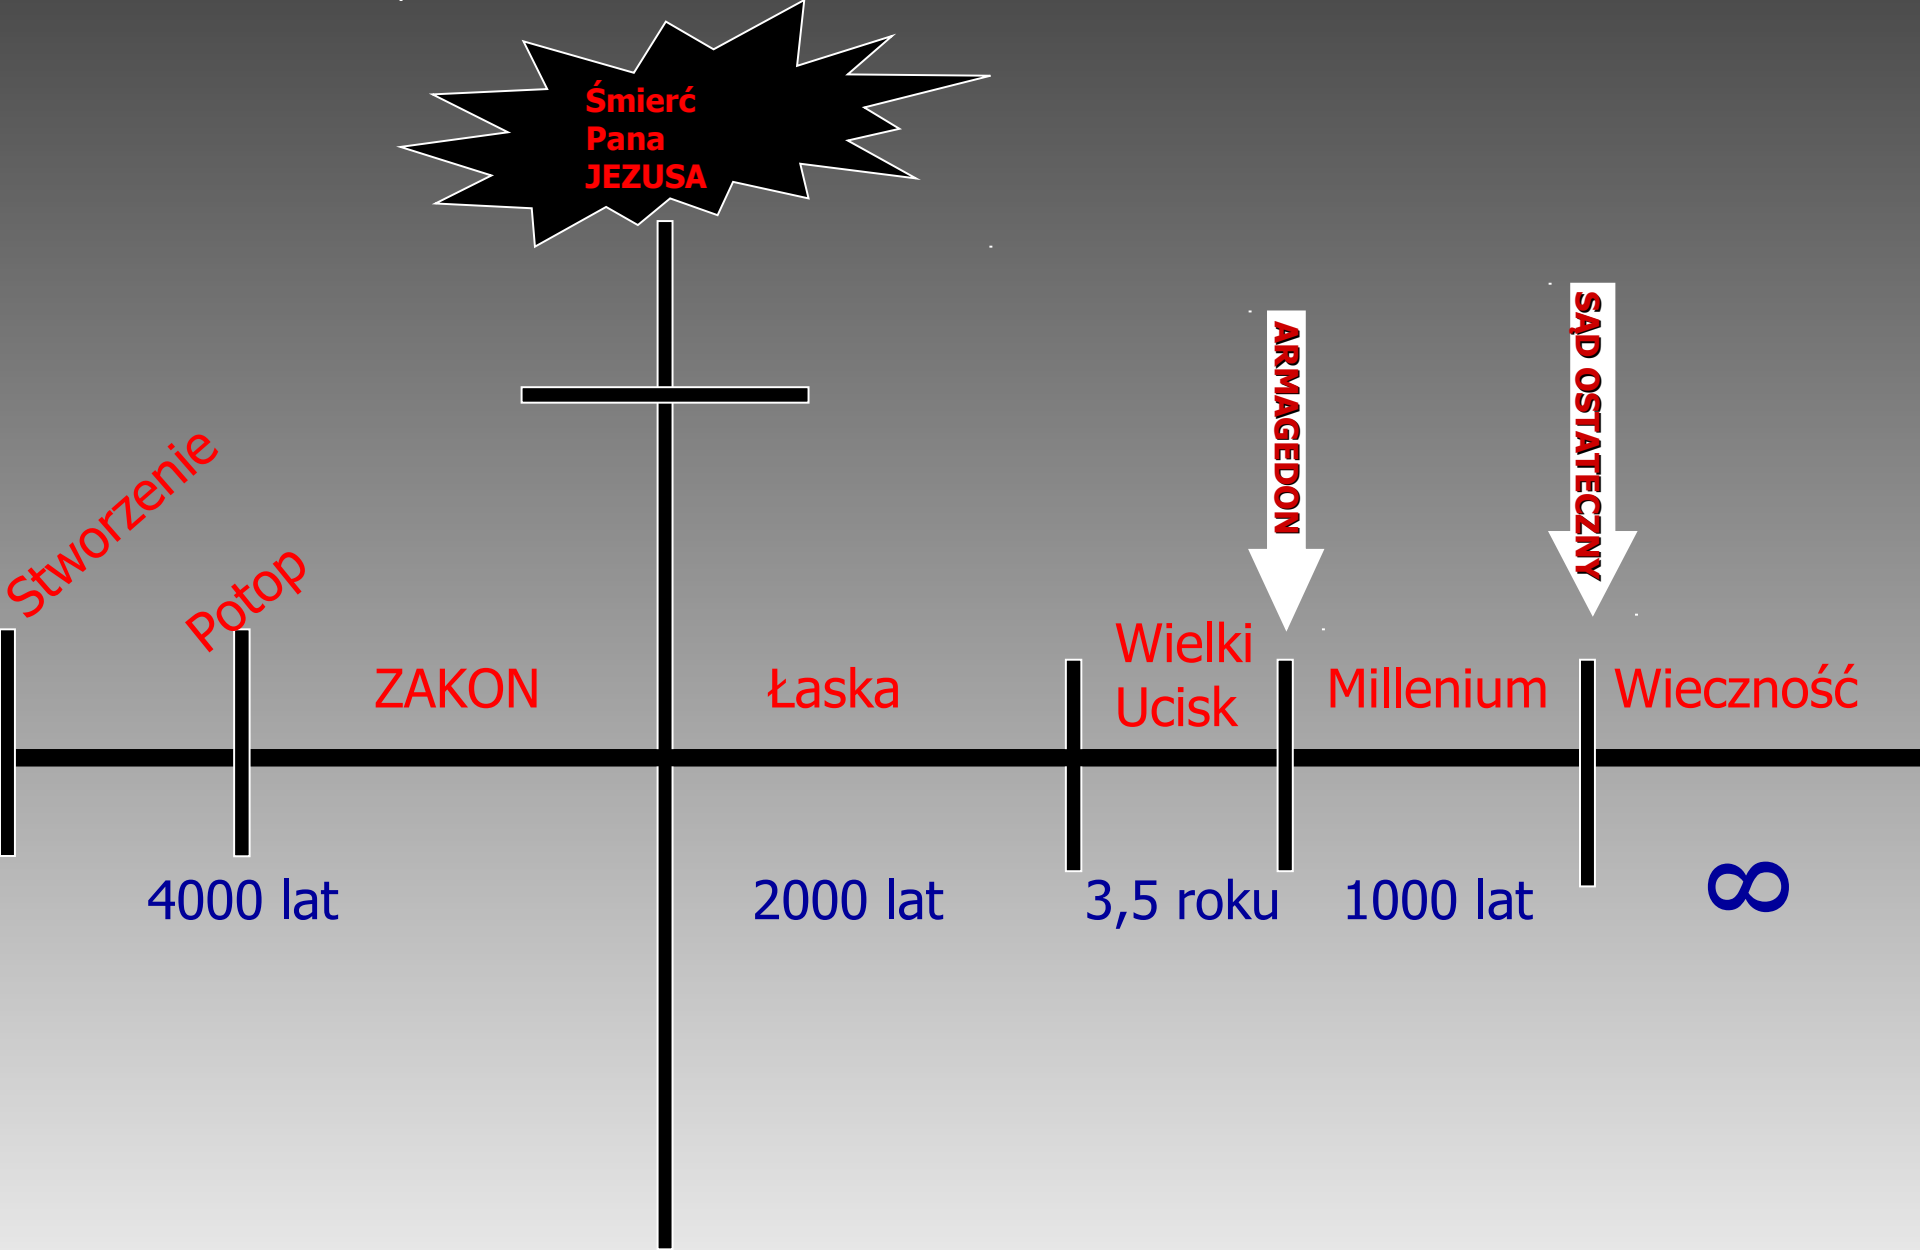 Śmierć
Pana
JEZUSA
ARMAGEDON
SĄD OSTATECZNY
Stworzenie
Potop
ZAKON
Łaska
Wielki
Ucisk
Millenium
Wieczność
4000 lat
2000 lat
3,5 roku
1000 lat
∞